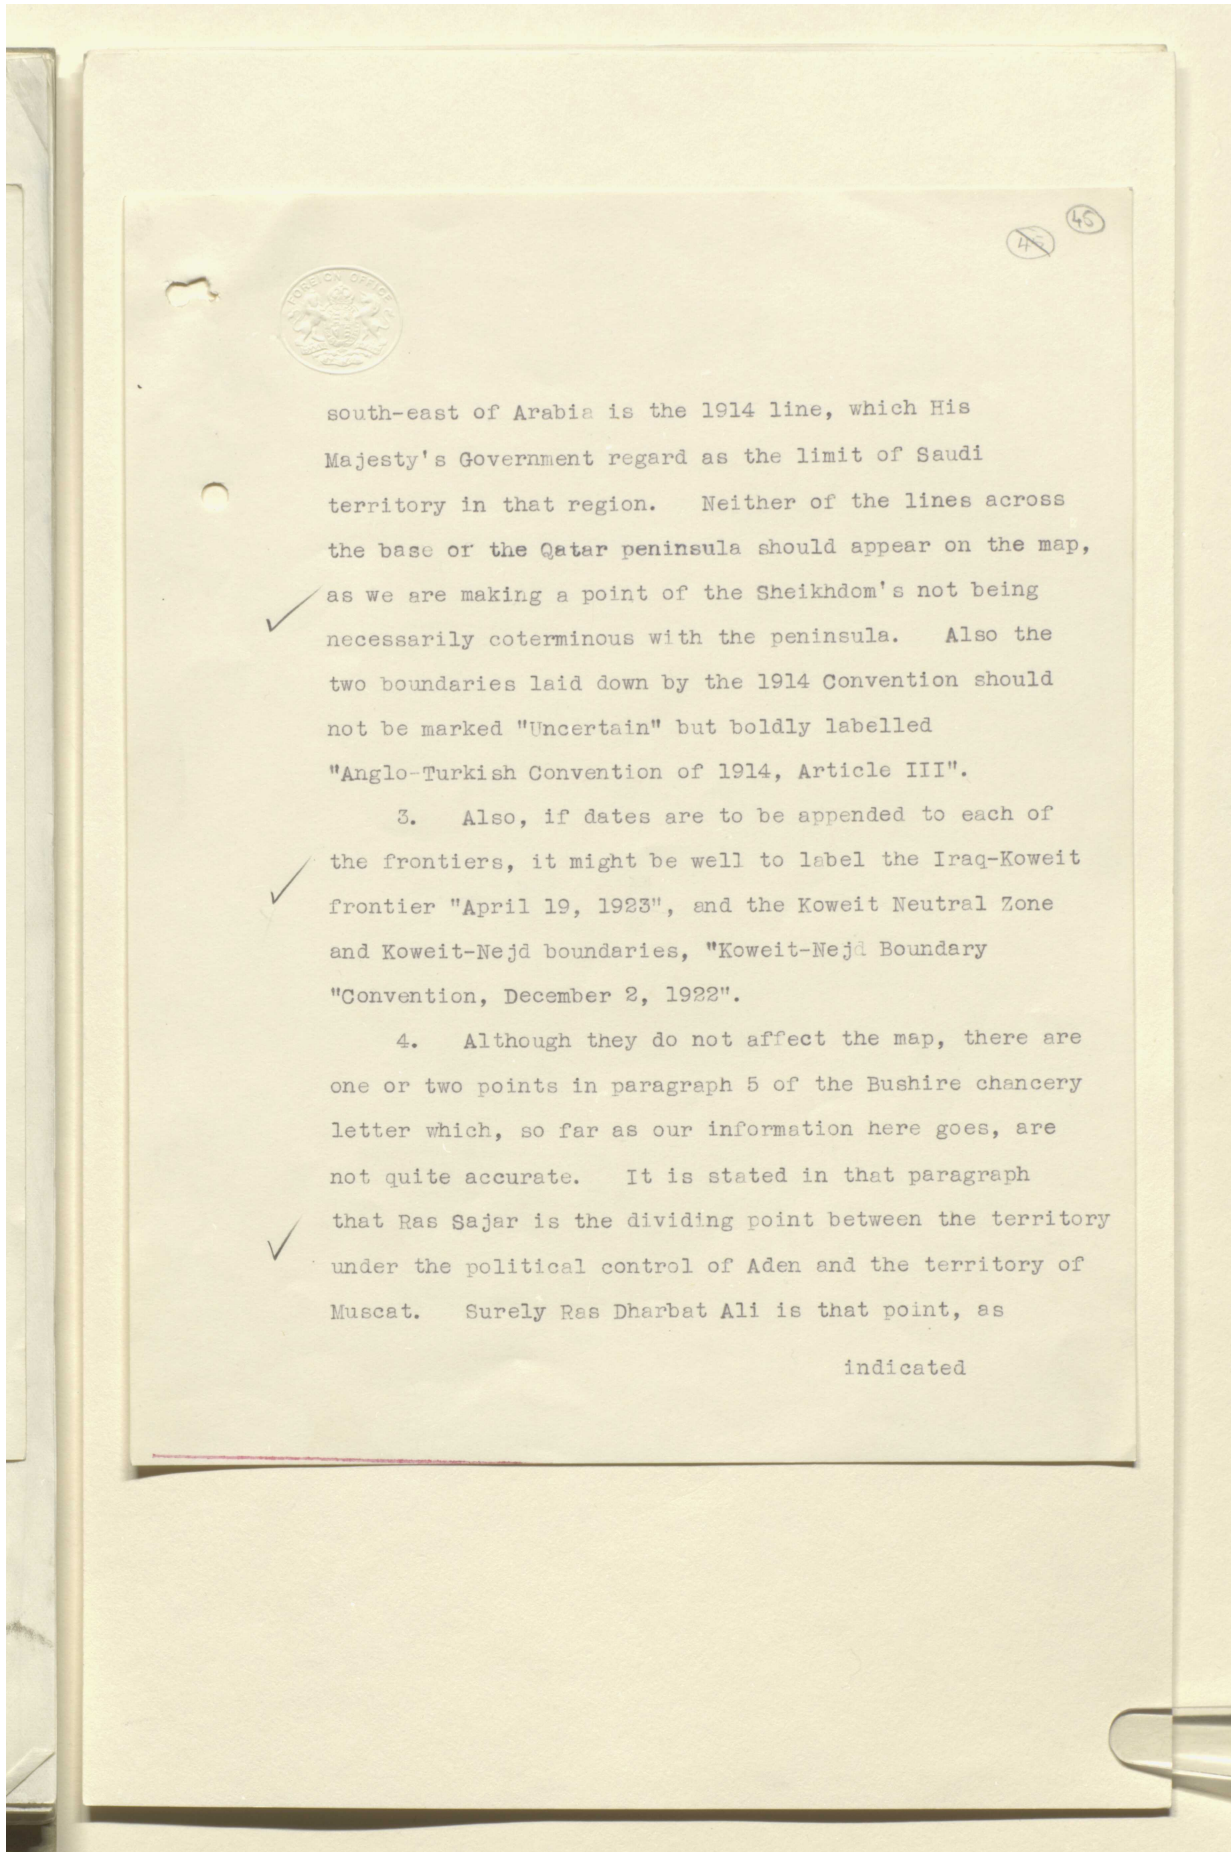 45
45
FOREIGN OFFICE
south-east of Arabia is the 1914 line, which His
Majesty's Government regard as the limit of Saudi
territory in that region. Neither of the lines across
the base or the Qatar peninsula should appear on the map,
as we are making a point of the Sheikhdom's not being
necessarily coterminous with the peninsula. Also the
two boundaries laid down by the 1914 Convention should
not be marked "Uncertain" but boldly labelled
"Anglo-Turkish Convention of 1914, Article III".
3. Also, if dates are to be appended to each of
the frontiers, it might be well to label the Iraq-Koweit
frontier "April 19, 1923", and the Koweit Neutral Zone
and Koweit-Nejd boundaries, "Koweit-Nejd Boundary
"Convention, December 2, 1922".
4. Although they do not affect the map, there are
one or two points in paragraph 5 of the Bushire chancery
letter which, so far as our information here goes, are
not quite accurate. It is stated in that paragraph
that Ras Sajar is the dividing point between the territory
under the political control of Aden and the territory of
Muscat. Surely Ras Dharbat Ali is that point, as
indicated